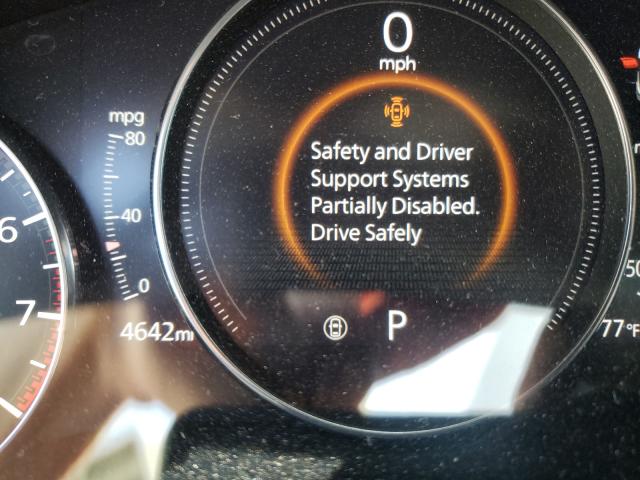 0
mph
mpg
80
40
0
Safety and Driver
Support Systems
Partially Disabled.
Drive Safely
6
7
4642mi
P
77°F